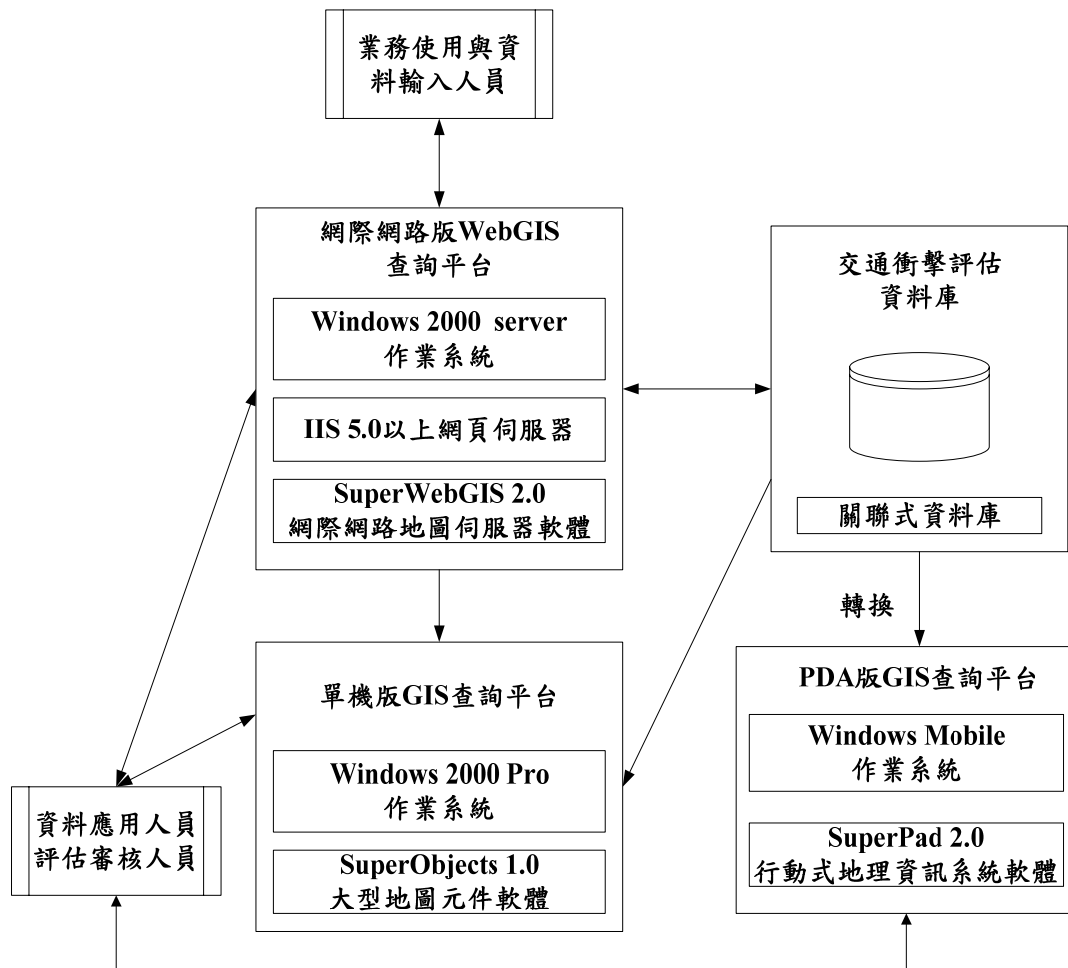 業務使用與資
料輸入人員
網際網路版WebGIS
查詢平台
Windows 2000 server
作業系統
IIS 5.0以上網頁伺服器
SuperWebGIS 2.0
網際網路地圖伺服器軟體
交通衝擊評估
資料庫
關聯式資料庫
轉換
單機版GIS查詢平台
Windows 2000 Pro
作業系統
SuperObjects 1.0
大型地圖元件軟體
PDA版GIS查詢平台
Windows Mobile
作業系統
SuperPad 2.0
行動式地理資訊系統軟體
資料應用人員
評估審核人員